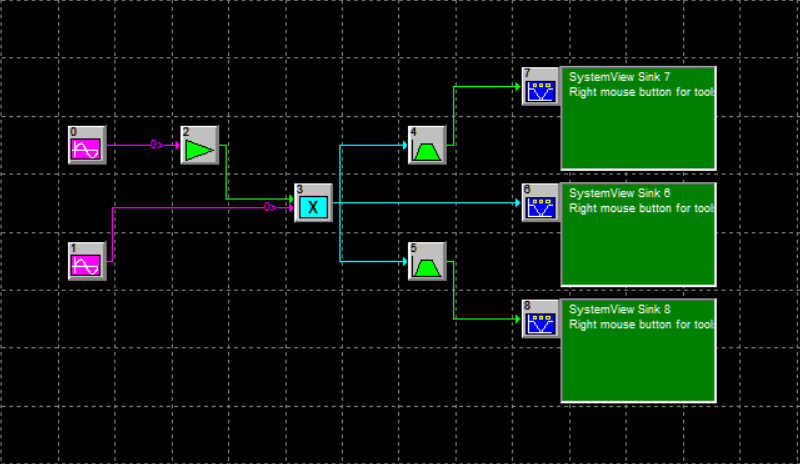 7
SystemView Sink 7
Right mouse button for tool
0
0>
2
4
3
0>
X
6
SystemView Sink 6
Right mouse button for tool
1
5
8
SystemView Sink 8
Right mouse button for tool